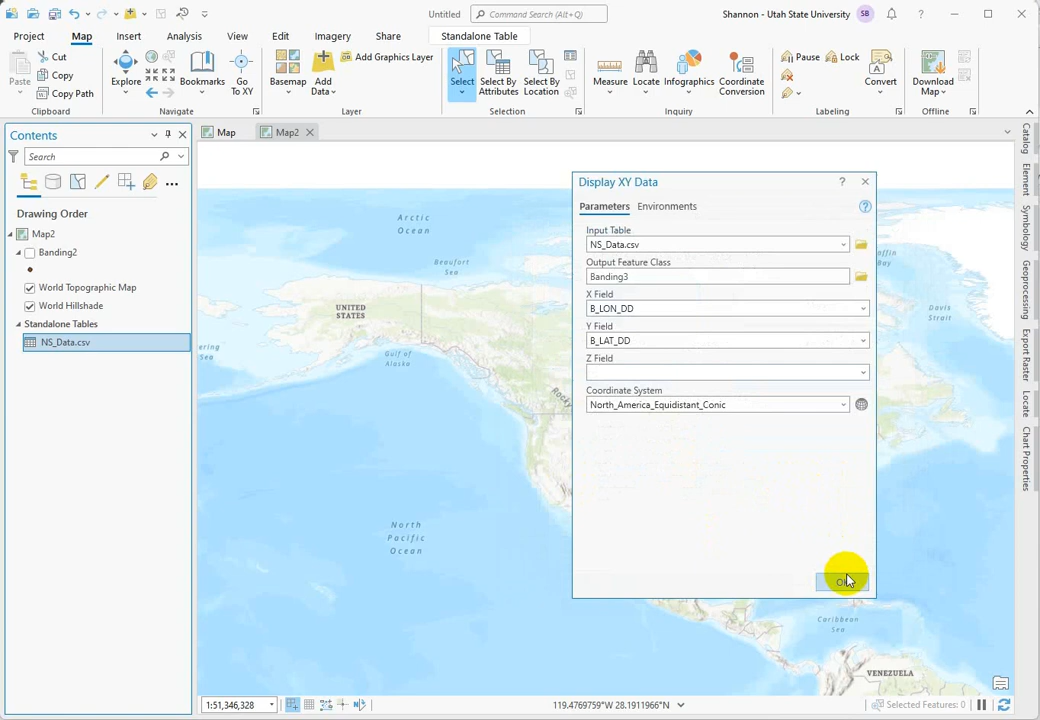 Untitled
Command Search (Alt+Q)
Shannon - Utah State University
SB
Project
Map
Insert
Analysis
View
Edit
Imagery
Share
Standalone Table
Paste
Cut
Copy
Copy Path
Clipboard
Explore
Bookmarks
Go To XY
Navigate
Basemap
Add Data
Add Graphics Layer
Layer
Select
Select By Attributes
Select By Location
Selection
Measure
Locate
Infographics
Coordinate Conversion
Inquiry
Pause
Lock
Convert
Labeling
Download Map
Offline
Contents
Search
Drawing Order
Map2
Banding2
World Topographic Map
World Hillshade
Standalone Tables
NS_Data.csv
Map
Map2
Arctic
Ocean
Beaufort
Sea
UNITED
STATES
Gulf of
Alaska
ering
Sea
Rocky
North
Pacific
Ocean
affin
Bay
Davis
Strait
Caribbean
Sea
VENEZUELA
Display XY Data
Parameters
Environments
Input Table
NS_Data.csv
Output Feature Class
Banding3
X Field
B_LON_DD
Y Field
B_LAT_DD
Z Field
Coordinate System
North_America_Equidistant_Conic
OK
Catalog
Element
Symbology
Geoprocessing
Export Raster
Locate
Chart Properties
1:51,346,328
119.4769759°W 28.1911966°N
Selected Features: 0